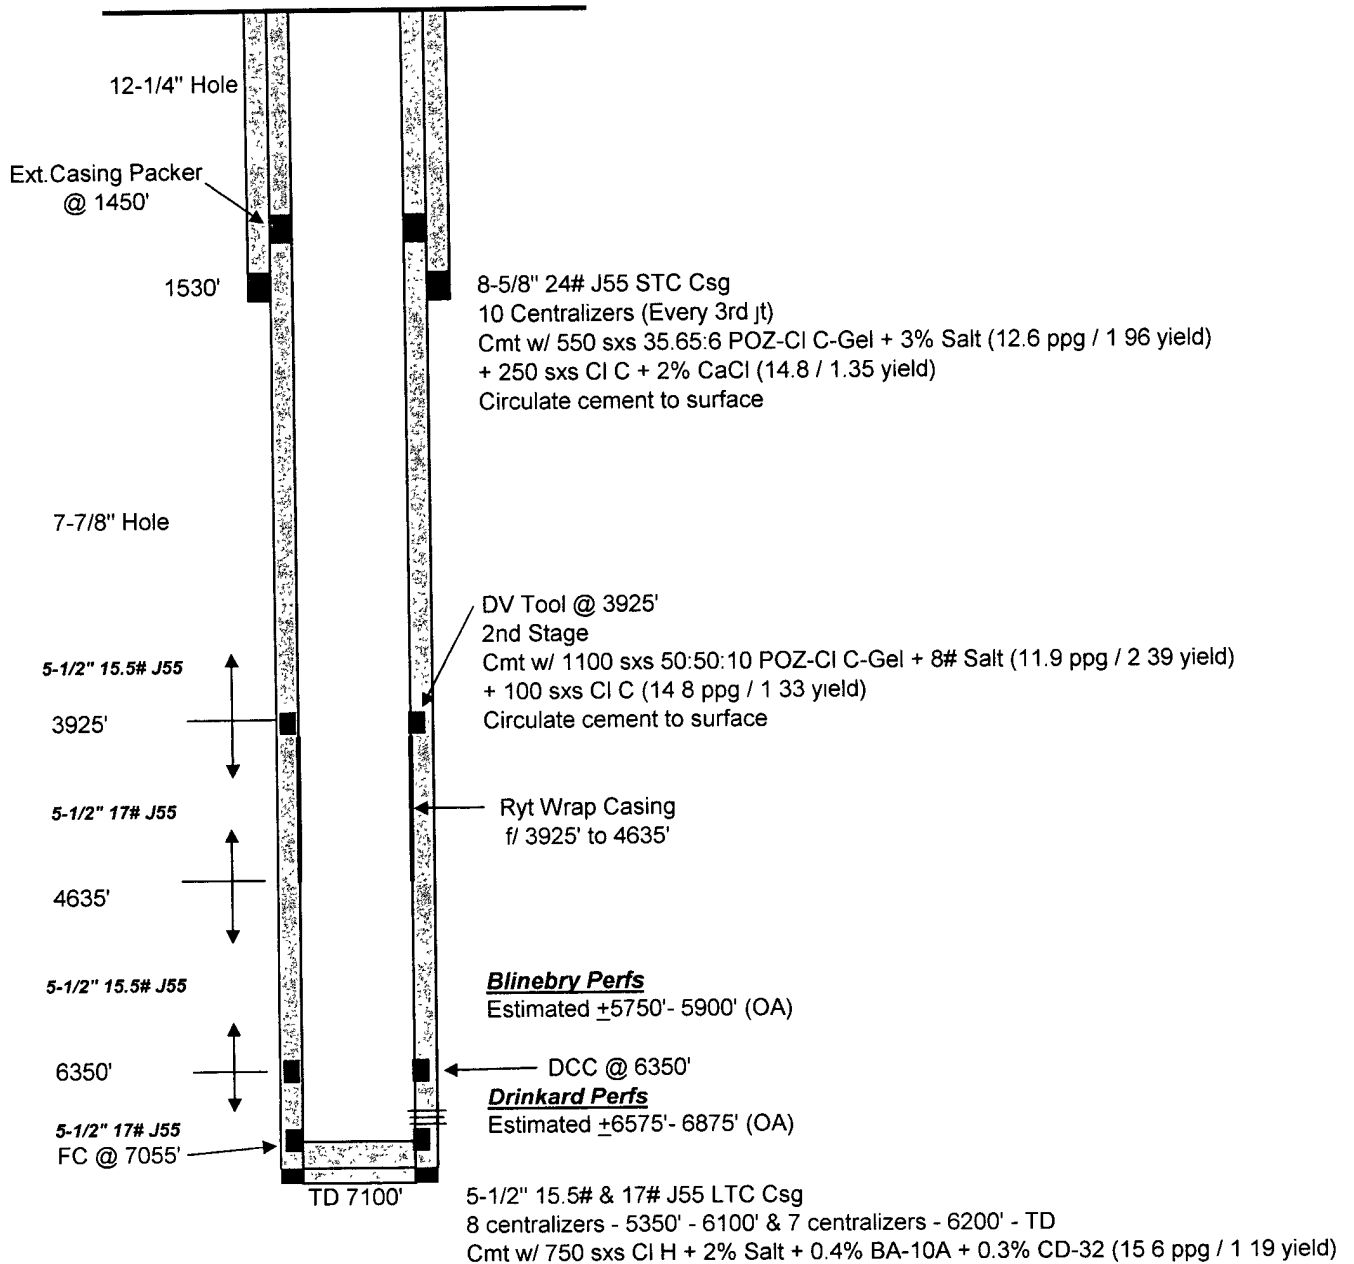 12-1/4" Hole
Ext.Casing Packer
@ 1450'
1530'
8-5/8" 24# J55 STC Csg
10 Centralizers (Every 3rd jt)
Cmt w/ 550 sxs 35.65:6 POZ-Cl C-Gel + 3% Salt (12.6 ppg / 1 96 yield)
+ 250 sxs Cl C + 2% CaCl (14.8 / 1.35 yield)
Circulate cement to surface
7-7/8" Hole
DV Tool @ 3925'
2nd Stage
Cmt w/ 1100 sxs 50:50:10 POZ-Cl C-Gel + 8# Salt (11.9 ppg / 2 39 yield)
+ 100 sxs Cl C (14 8 ppg / 1 33 yield)
Circulate cement to surface
5-1/2" 15.5# J55
3925'
5-1/2" 17# J55
Ryt Wrap Casing
f/ 3925' to 4635'
4635'
5-1/2" 15.5# J55
Blinebry Perfs
Estimated ±5750'- 5900' (OA)
6350'
DCC @ 6350'
Drinkard Perfs
Estimated ±6575'- 6875' (OA)
5-1/2" 17# J55
FC @ 7055'
TD 7100'
5-1/2" 15.5# & 17# J55 LTC Csg
8 centralizers - 5350' - 6100' & 7 centralizers - 6200' - TD
Cmt w/ 750 sxs Cl H + 2% Salt + 0.4% BA-10A + 0.3% CD-32 (15 6 ppg / 1 19 yield)